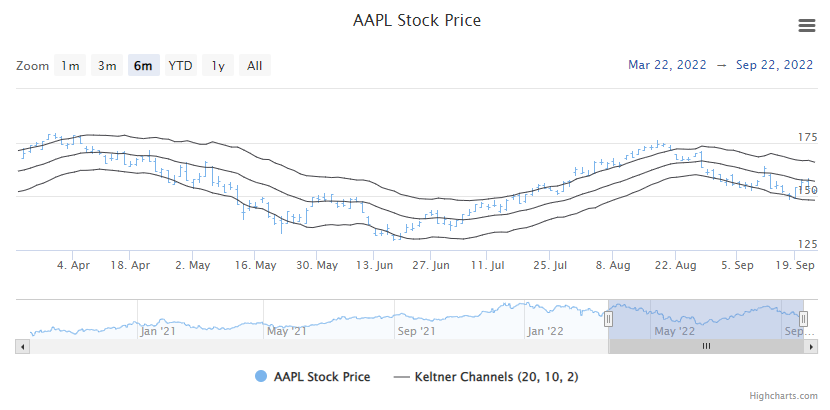 AAPL Stock Price
Zoom 1m 3m 6m YTD 1y All Mar 22, 2022 → Sep 22, 2022
175
150
125
4. Apr 18. Apr 2. May 16. May 30. May 13. Jun 27. Jun 11. Jul 25. Jul 8. Aug 22. Aug 5. Sep 19. Sep
Jan '21 May '21 Sep '21 Jan '22 May '22 Sep…
AAPL Stock Price Keltner Channels (20, 10, 2)
Highcharts.com